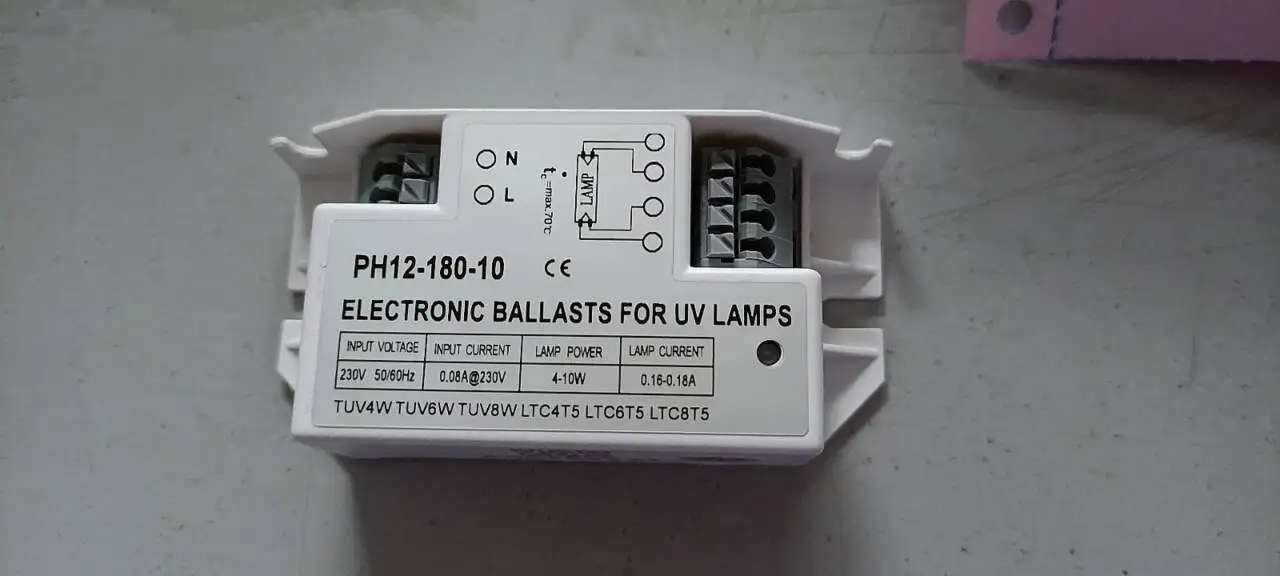 N
L
tc=max.70℃
LAMP
PH12-180-10 CE
ELECTRONIC BALLASTS FOR UV LAMPS
INPUT VOLTAGE INPUT CURRENT LAMP POWER LAMP CURRENT
230V 50/60Hz 0.08A@230V 4-10W 0.16-0.18A
TUV4W TUV6W TUV8W LTC4T5 LTC6T5 LTC8T5